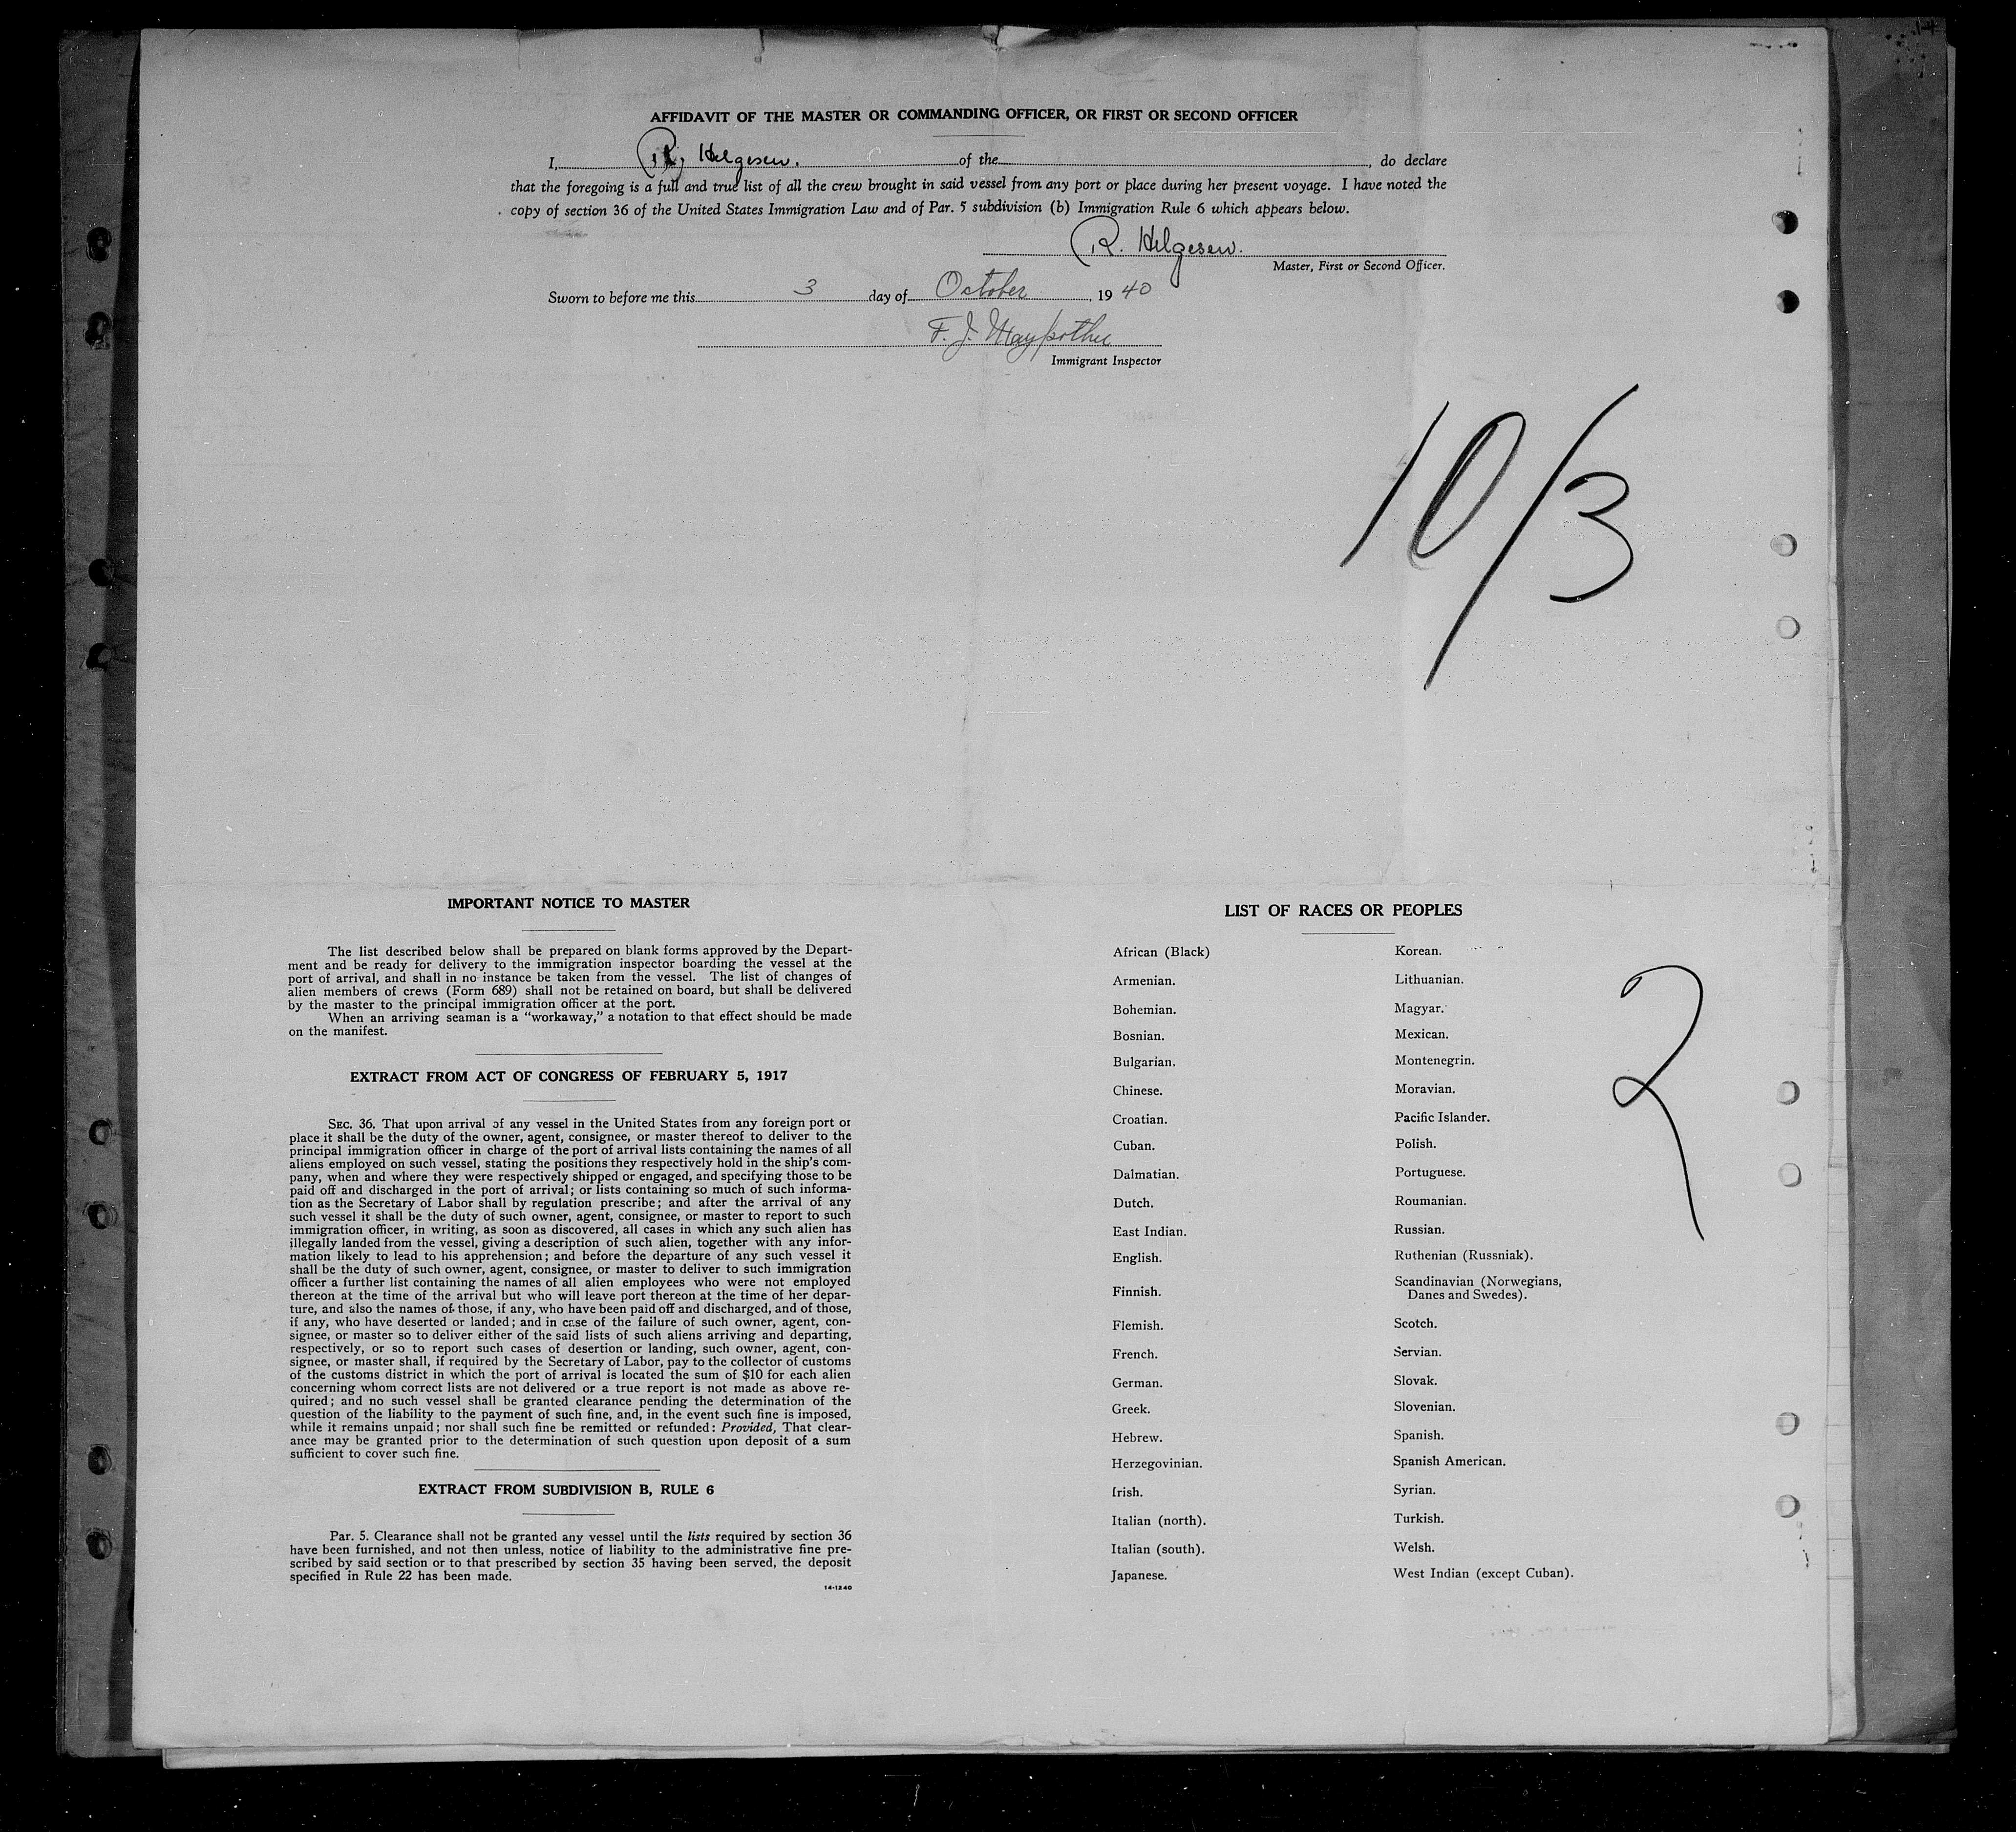 AFFIDAVIT OF THE MASTER OR COMMANDING OFFICER, OR FIRST OR SECOND OFFICER
I, R. Helgesen. of the , do declare
that the foregoing is a full and true list of all the crew brought in said vessel from any port or place during her present voyage. I have noted the
copy of section 36 of the United States Immigration Law and of Par. 5 subdivision (b) Immigration Rule 6 which appears below.
R. Helgesen.
Master, First or Second Officer.
Sworn to before me this 3 day of October , 19 40
F. J.
Immigrant Inspector
10/3
IMPORTANT NOTICE TO MASTER
The list described below shall be prepared on blank forms approved by the Depart-
ment and be ready for delivery to the immigration inspector boarding the vessel at the
port of arrival, and shall in no instance be taken from the vessel. The list of changes of
alien members of crews (Form 689) shall not be retained on board, but shall be delivered
by the master to the principal immigration officer at the port.
When an arriving seaman is a “workaway,” a notation to that effect should be made
on the manifest.
EXTRACT FROM ACT OF CONGRESS OF FEBRUARY 5, 1917
SEC. 36. That upon arrival of any vessel in the United States from any foreign port or
place it shall be the duty of the owner, agent, consignee, or master thereof to deliver to the
principal immigration officer in charge of the port of arrival lists containing the names of all
aliens employed on such vessel, stating the positions they respectively hold in the ship's com-
pany, when and where they were respectively shipped or engaged, and specifying those to be
paid off and discharged in the port of arrival; or lists containing so much of such informa-
tion as the Secretary of Labor shall by regulation prescribe; and after the arrival of any
such vessel it shall be the duty of such owner, agent, consignee, or master to report to such
immigration officer, in writing, as soon as discovered, all cases in which any such alien has
illegally landed from the vessel, giving a description of such alien, together with any infor-
mation likely to lead to his apprehension; and before the departure of any such vessel it
shall be the duty of such owner, agent, consignee, or master to deliver to such immigration
officer a further list containing the names of all alien employees who were not employed
thereon at the time of the arrival but who will leave port thereon at the time of her depar-
ture, and also the names of those, if any, who have been paid off and discharged, and of those,
if any, who have deserted or landed; and in case of the failure of such owner, agent, con-
signee, or master so to deliver either of the said lists of such aliens arriving and departing,
respectively, or so to report such cases of desertion or landing, such owner, agent, con-
signee, or master shall, if required by the Secretary of Labor, pay to the collector of customs
of the customs district in which the port of arrival is located the sum of $10 for each alien
concerning whom correct lists are not delivered or a true report is not made as above re-
quired; and no such vessel shall be granted clearance pending the determination of the
question of the liability to the payment of such fine, and, in the event such fine is imposed,
while it remains unpaid; nor shall such fine be remitted or refunded: Provided, That clear-
ance may be granted prior to the determination of such question upon deposit of a sum
sufficient to cover such fine.
EXTRACT FROM SUBDIVISION B, RULE 6
Par. 5. Clearance shall not be granted any vessel until the lists required by section 36
have been furnished, and not then unless, notice of liability to the administrative fine pre-
scribed by said section or to that prescribed by section 35 having been served, the deposit
specified in Rule 22 has been made.
14-1240
LIST OF RACES OR PEOPLES
African (Black)
Armenian.
Bohemian.
Bosnian.
Bulgarian.
Chinese.
Croatian.
Cuban.
Dalmatian.
Dutch.
East Indian.
English.
Finnish.
Flemish.
French.
German.
Greek.
Hebrew.
Herzegovinian.
Irish.
Italian (north).
Italian (south).
Japanese.
Korean.
Lithuanian.
Magyar.
Mexican.
Montenegrin.
Moravian.
Pacific Islander.
Polish.
Portuguese.
Roumanian.
Russian.
Ruthenian (Russniak).
Scandinavian (Norwegians,
Danes and Swedes).
Scotch.
Servian.
Slovak.
Slovenian.
Spanish.
Spanish American.
Syrian.
Turkish.
Welsh.
West Indian (except Cuban).
2